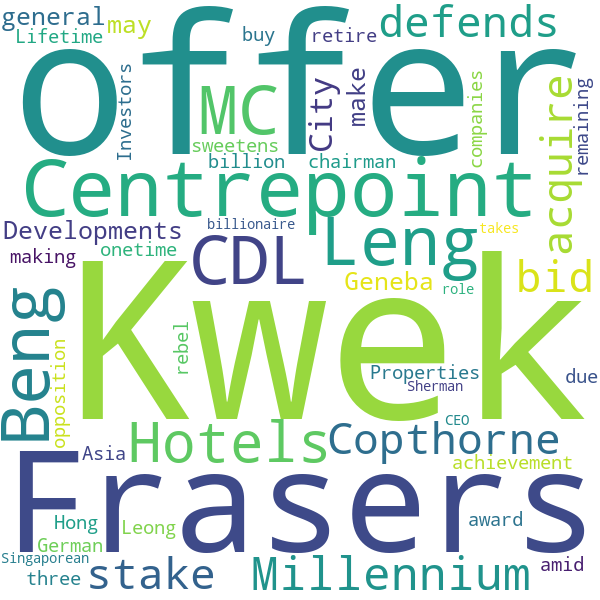 general
Lifetime
may
offer
buy
retire
defends
Investors
MC
City
make
companies
acquire
remaining
sweetens
billion
chairman
Centrepoint
Developments
billionaire
takes
making
onetime
CDL
Leng
Geneba
role
bid
Beng
Kwek
opposition
rebel
Properties
Sherman
due
CEO
Asia
Hotels
Copthorne
achievement
Frasers
Hong
Leong
award
German
Singaporean
three
stake
Millennium
amid